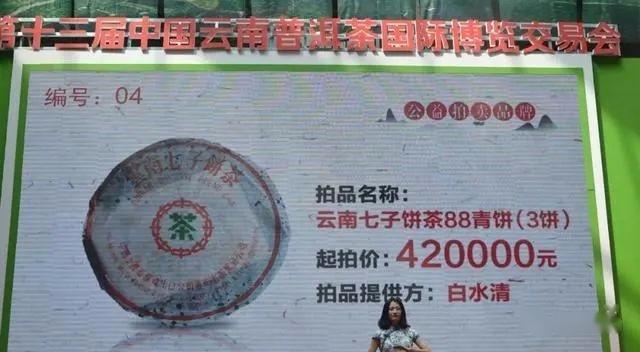 第十三届中国云南普洱茶国际博览交易会
编号：04
公益拍卖品牌
云南七子饼茶
茶
拍品名称：
云南七子饼茶88青饼（3饼）
起拍价：420000元
拍品提供方：白水清